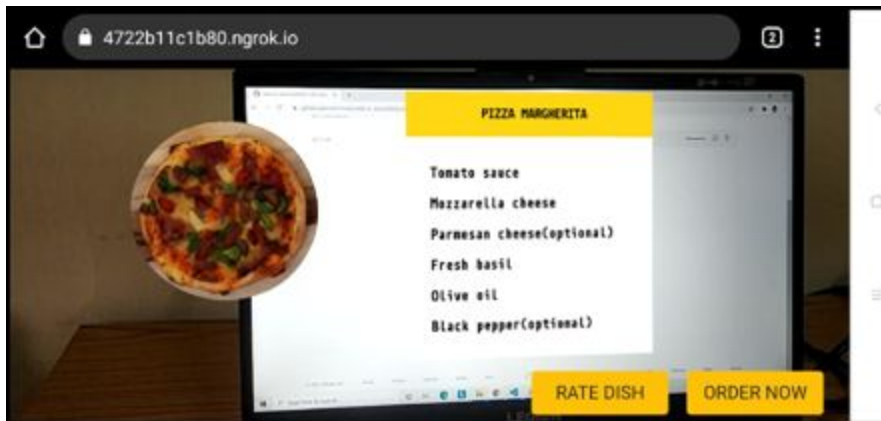 4722b11c1b80.ngrok.io
2
PIZZA MARGHERITA
Tomato sauce
Mozzarella cheese
Parmesan cheese(optional)
Fresh basil
Olive oil
Black pepper(optional)
RATE DISH
ORDER NOW